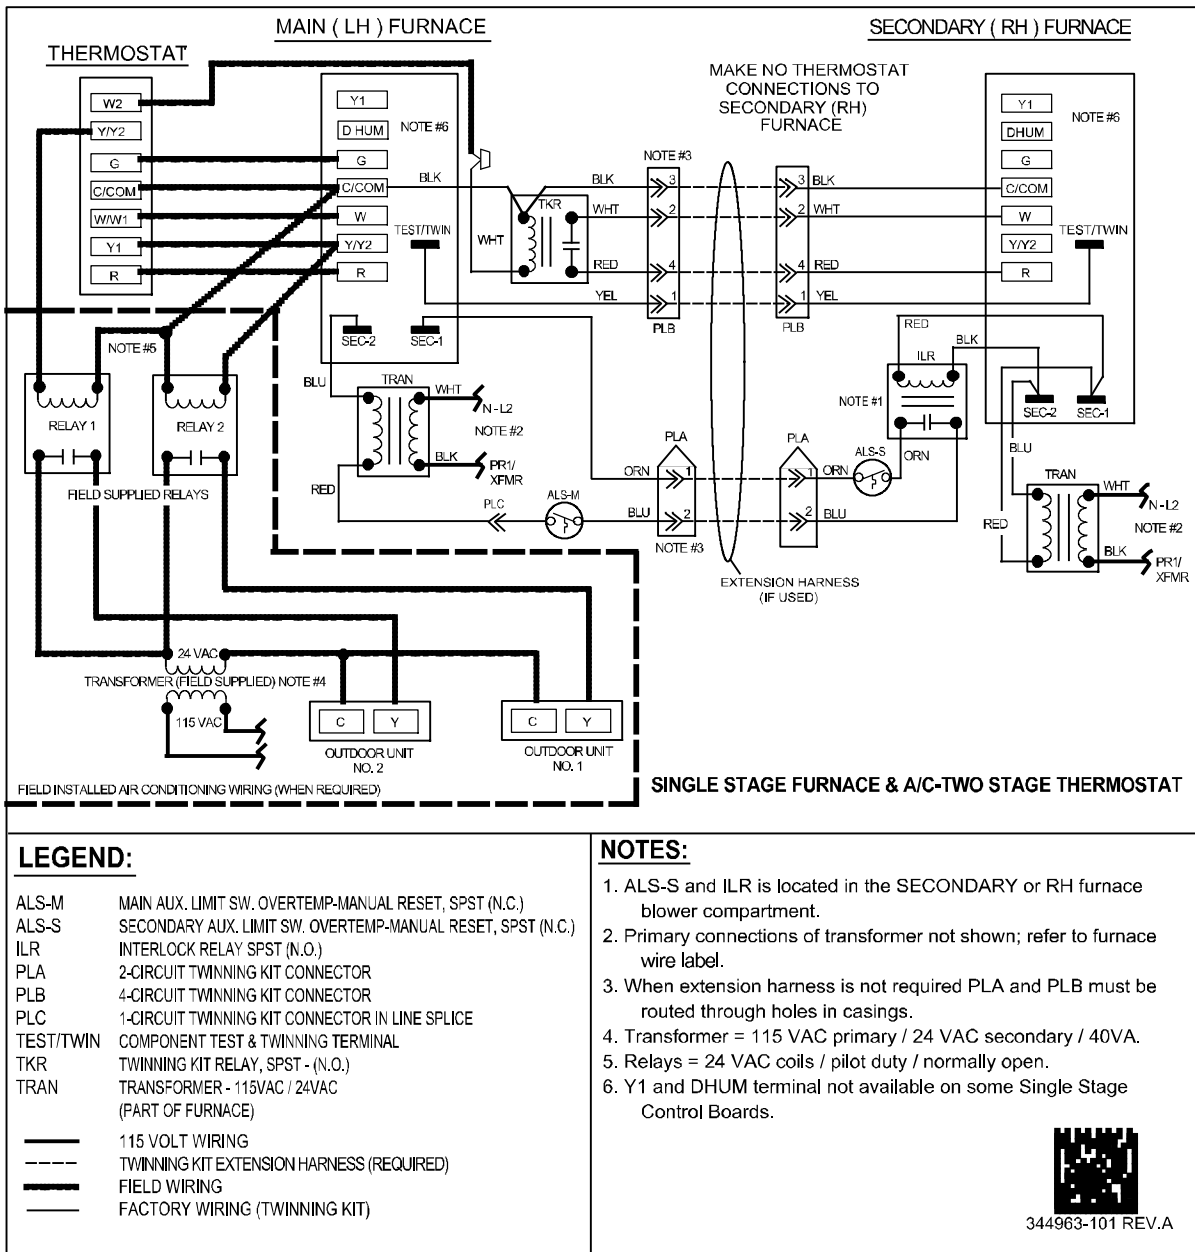 MAIN ( LH ) FURNACE
SECONDARY ( RH ) FURNACE
THERMOSTAT
MAKE NO THERMOSTAT
CONNECTIONS TO
SECONDARY (RH)
FURNACE
W2
Y/Y2
G
C/COM
W/W1
Y1
R
Y1
D HUM
NOTE #6
G
C/COM
W
Y/Y2
R
TEST/TWIN
SEC-2
SEC-1
BLK
BLK
TKR
WHT
WHT
RED
YEL
NOTE #3
3
2
4
1
PLB
3
2
4
1
PLB
BLK
WHT
RED
YEL
Y1
DHUM
NOTE #6
G
C/COM
W
Y/Y2
R
TEST/TWIN
RED
ILR
BLK
NOTE #1
SEC-2
SEC-1
NOTE #5
RELAY 1
RELAY 2
FIELD SUPPLIED RELAYS
BLU
TRAN
WHT
N - L2
NOTE #2
BLK
PR1/
XFMR
RED
PLC
ALS-M
PLA
ORN
1
BLU
2
NOTE #3
PLA
1
ORN
2
BLU
ALS-S
ORN
BLU
TRAN
WHT
N - L2
NOTE #2
RED
BLK
PR1/
XFMR
EXTENSION HARNESS
(IF USED)
24 VAC
TRANSFORMER (FIELD SUPPLIED) NOTE #4
115 VAC
C
Y
OUTDOOR UNIT
NO. 2
C
Y
OUTDOOR UNIT
NO. 1
FIELD INSTALLED AIR CONDITIONING WIRING (WHEN REQUIRED)
SINGLE STAGE FURNACE & A/C-TWO STAGE THERMOSTAT
LEGEND:
ALS-M MAIN AUX. LIMIT SW. OVERTEMP-MANUAL RESET, SPST (N.C.)
ALS-S SECONDARY AUX. LIMIT SW. OVERTEMP-MANUAL RESET, SPST (N.C.)
ILR INTERLOCK RELAY SPST (N.O.)
PLA 2-CIRCUIT TWINNING KIT CONNECTOR
PLB 4-CIRCUIT TWINNING KIT CONNECTOR
PLC 1-CIRCUIT TWINNING KIT CONNECTOR IN LINE SPLICE
TEST/TWIN COMPONENT TEST & TWINNING TERMINAL
TKR TWINNING KIT RELAY, SPST - (N.O.)
TRAN TRANSFORMER - 115VAC / 24VAC
(PART OF FURNACE)
115 VOLT WIRING
TWINNING KIT EXTENSION HARNESS (REQUIRED)
FIELD WIRING
FACTORY WIRING (TWINNING KIT)
NOTES:
1. ALS-S and ILR is located in the SECONDARY or RH furnace
blower compartment.
2. Primary connections of transformer not shown; refer to furnace
wire label.
3. When extension harness is not required PLA and PLB must be
routed through holes in casings.
4. Transformer = 115 VAC primary / 24 VAC secondary / 40VA.
5. Relays = 24 VAC coils / pilot duty / normally open.
6. Y1 and DHUM terminal not available on some Single Stage
Control Boards.
344963-101 REV.A